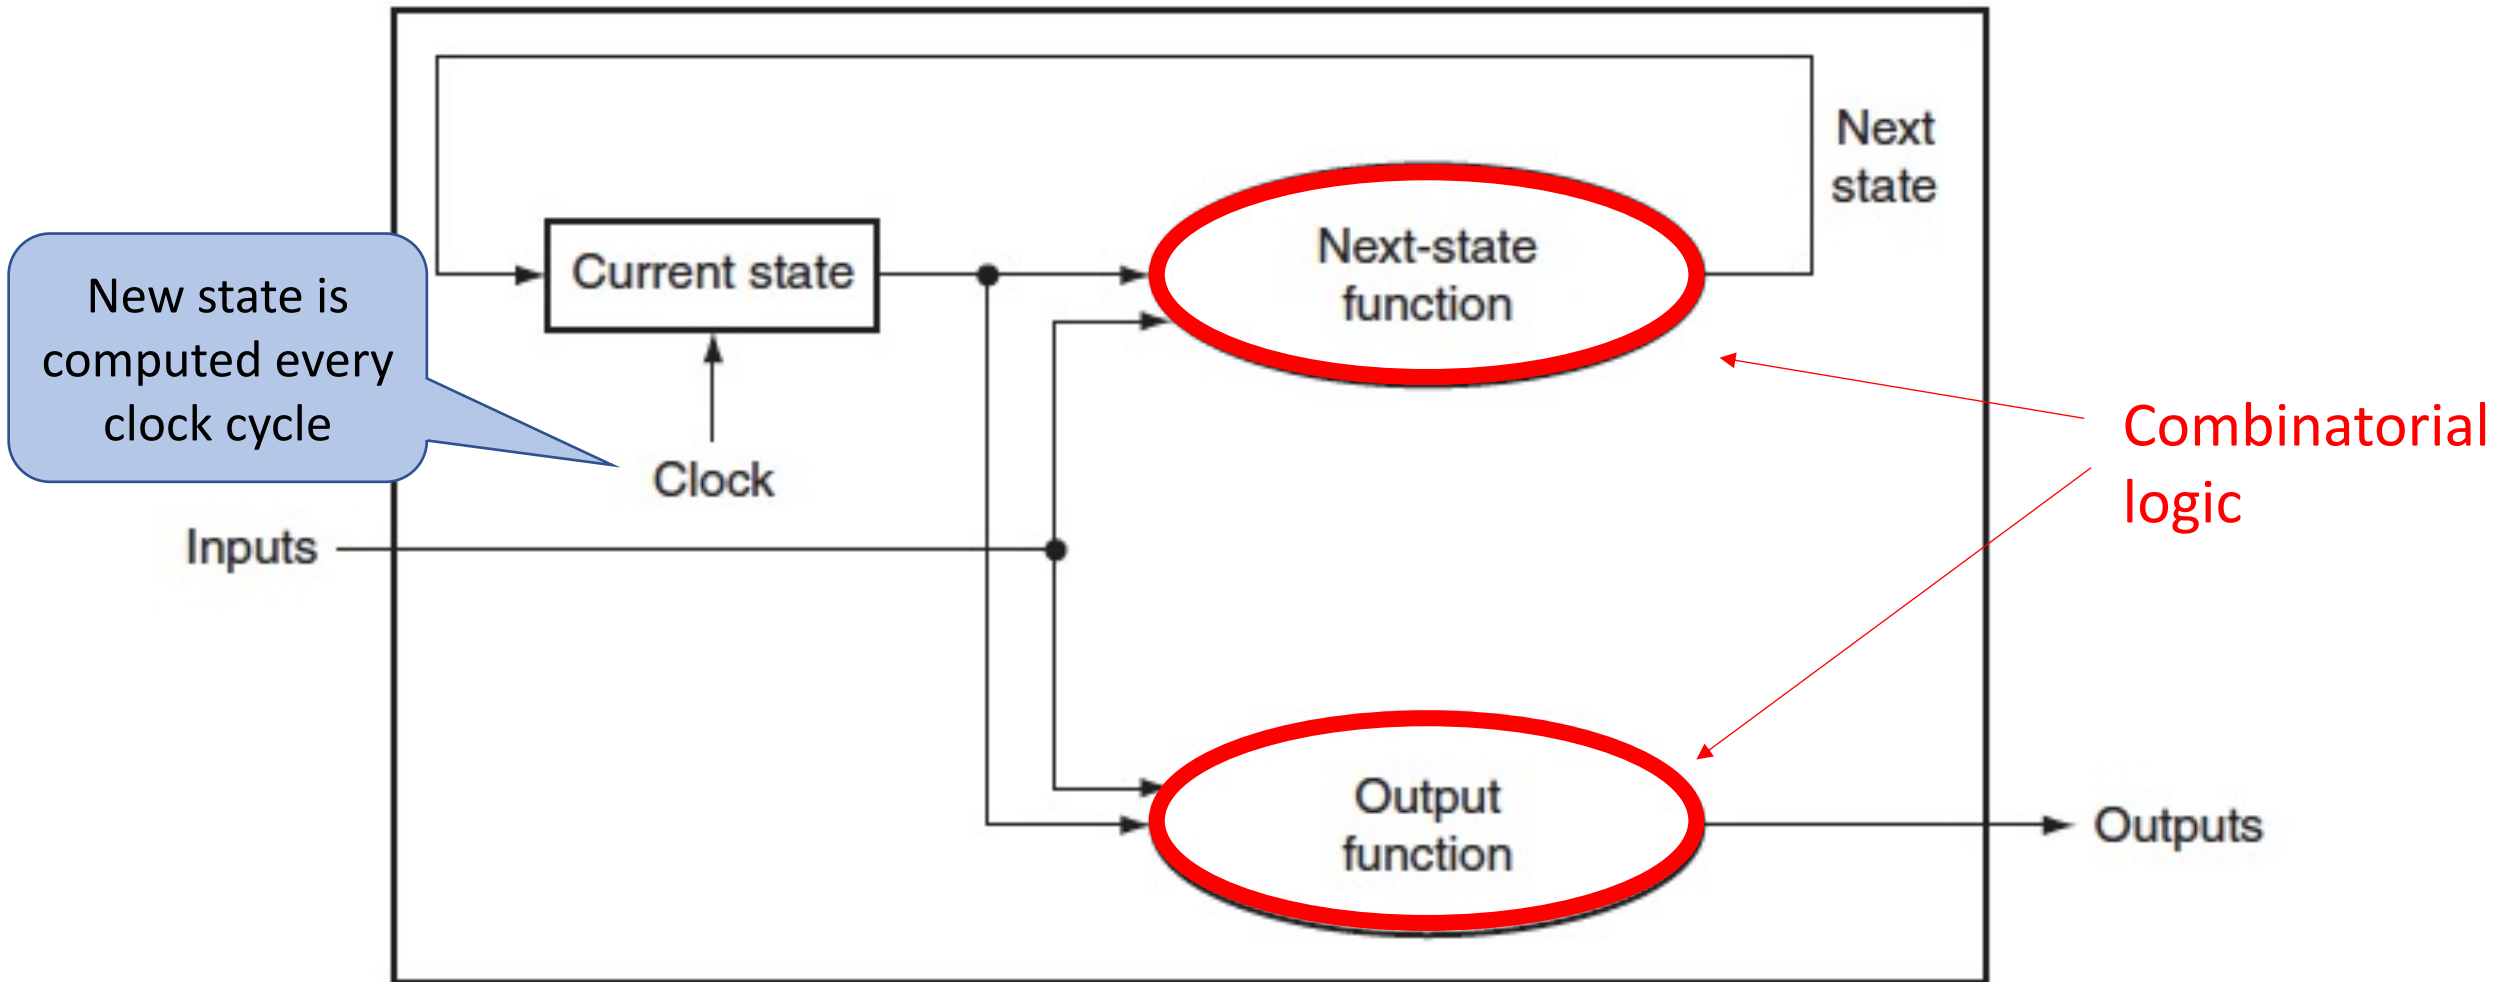 Next
state
Current state
Next-state
function
New state is
computed every
clock cycle
Clock
Combinatorial
logic
Inputs
Output
function
Outputs